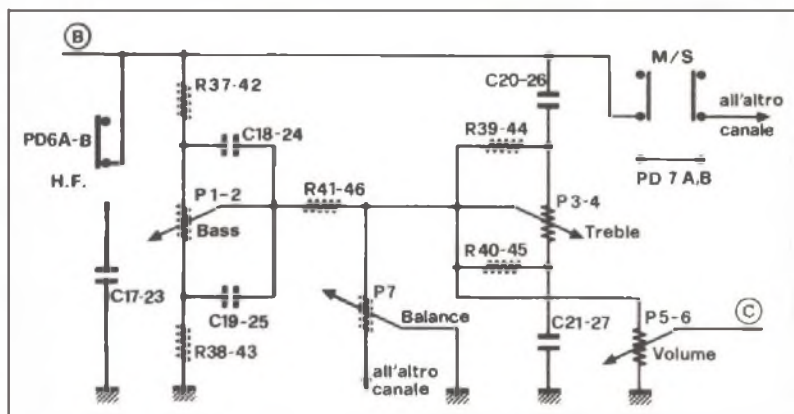 B
M/S
R37-42
C20-26
all'altro
canale
PD6A-B
C18-24
R39-44
H.F.
PD 7 A,B
P1-2
R41-46
P3-4
Bass
Treble
R40-45
C17-23
P7
C19-25
Balance
C21-27
P5-6
C
R38-43
Volume
all'altro
canale